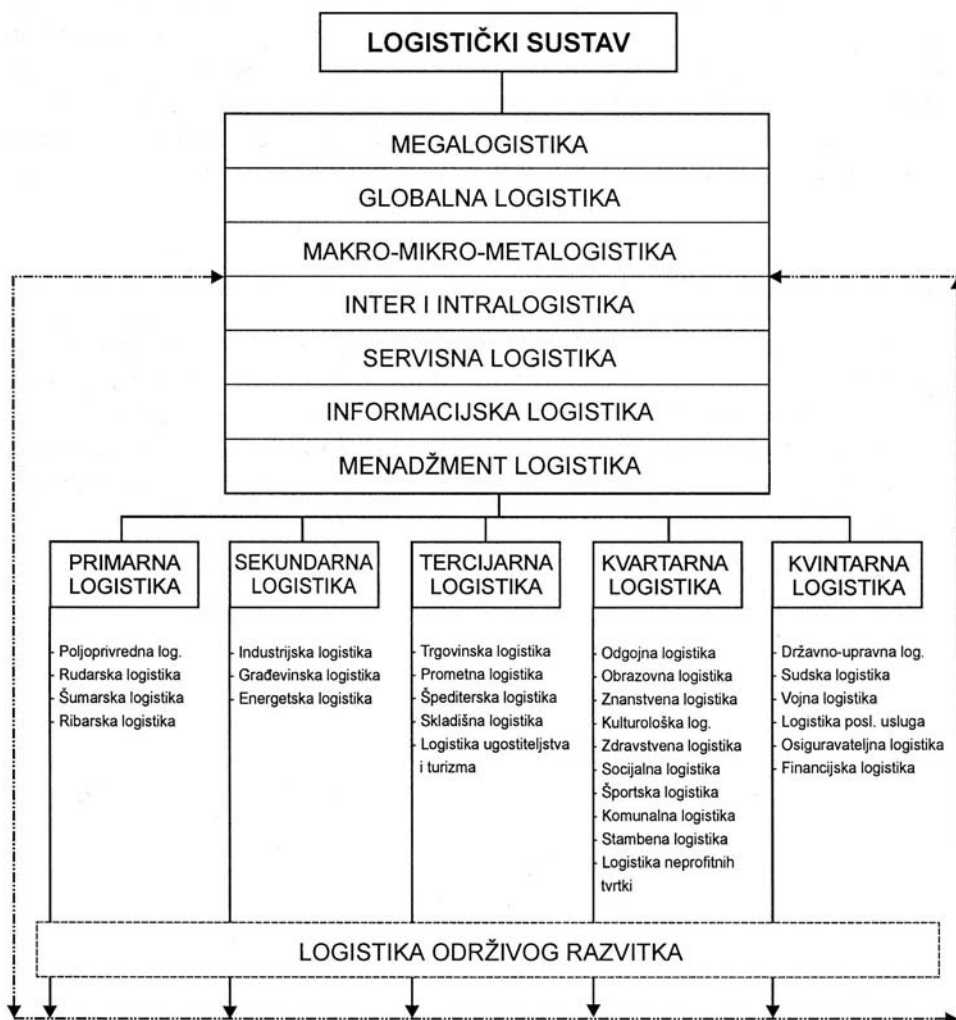 LOGISTIČKI SUSTAV
MEGALOGISTIKA
GLOBALNA LOGISTIKA
MAKRO-MIKRO-METALOGISTIKA
INTER I INTRALOGISTIKA
SERVISNA LOGISTIKA
INFORMACIJSKA LOGISTIKA
MENADŽMENT LOGISTIKA
PRIMARNA
LOGISTIKA
- Poljoprivredna log.
- Rudarska logistika
- Šumarska logistika
- Ribarska logistika
SEKUNDARNA
LOGISTIKA
- Industrijska logistika
- Građevinska logistika
- Energetska logistika
TERCIJARNA
LOGISTIKA
- Trgovinska logistika
- Prometna logistika
- Špediterska logistika
- Skladišna logistika
- Logistika ugostiteljstva
i turizma
KVARTARNA
LOGISTIKA
- Odgojna logistika
- Obrazovna logistika
- Znanstvena logistika
- Kulturološka log.
- Zdravstvena logistika
- Socijalna logistika
- Športska logistika
- Komunalna logistika
- Stambena logistika
- Logistika neprofitnih
tvrtki
KVINTARNA
LOGISTIKA
- Državno-upravna log.
- Sudska logistika
- Vojna logistika
- Logistika posl. usluga
- Osiguravateljna logistika
- Financijska logistika
LOGISTIKA ODRŽIVOG RAZVITKA